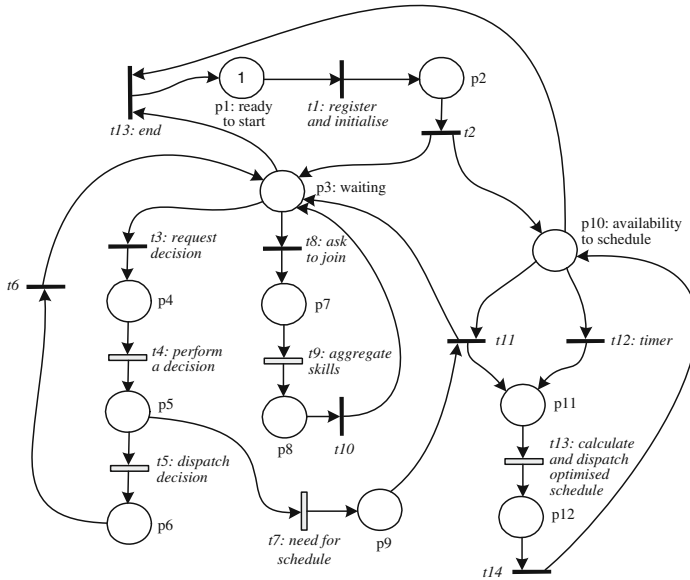 1
p1: ready
to start
t1: register
and initialise
p2
t13: end
t2
p3: waiting
p10: availability
to schedule
t3: request
decision
t8: ask
to join
t6
p4
p7
t11
t12: timer
t4: perform
a decision
t9: aggregate
skills
p5
p11
p8
t10
t5: dispatch
decision
t13: calculate
and dispatch
optimised
schedule
p6
p9
p12
t7: need for
schedule
t14